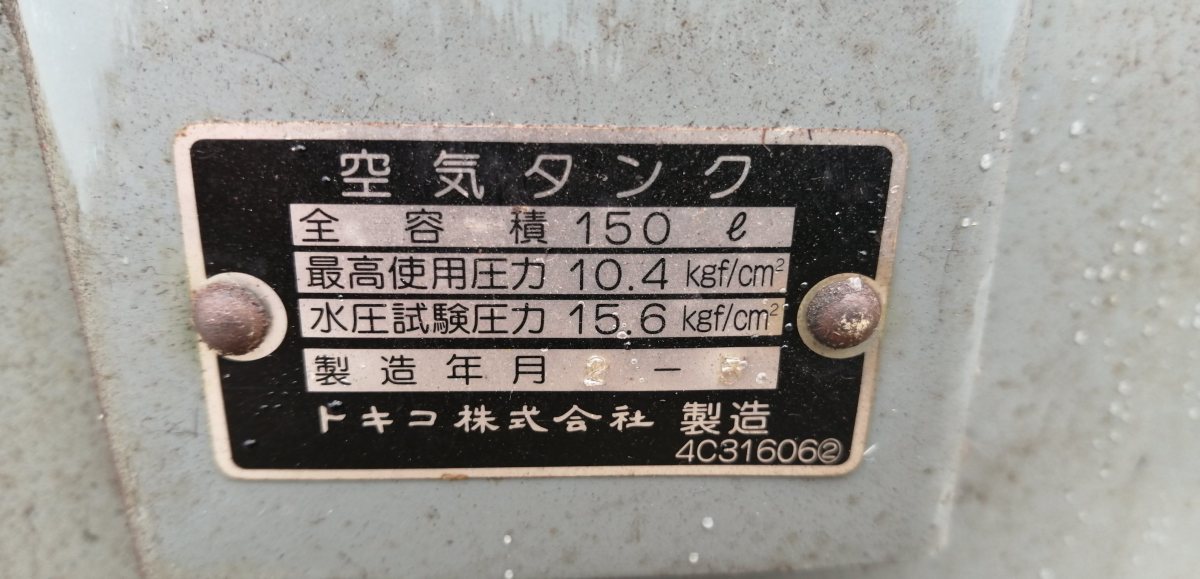 空気タンク
全容積 150 ℓ
最高使用圧力 10.4 kgf/cm²
水圧試験圧力 15.6 kgf/cm²
製造年月 2 –
トキコ株式会社 製造
4C31606②